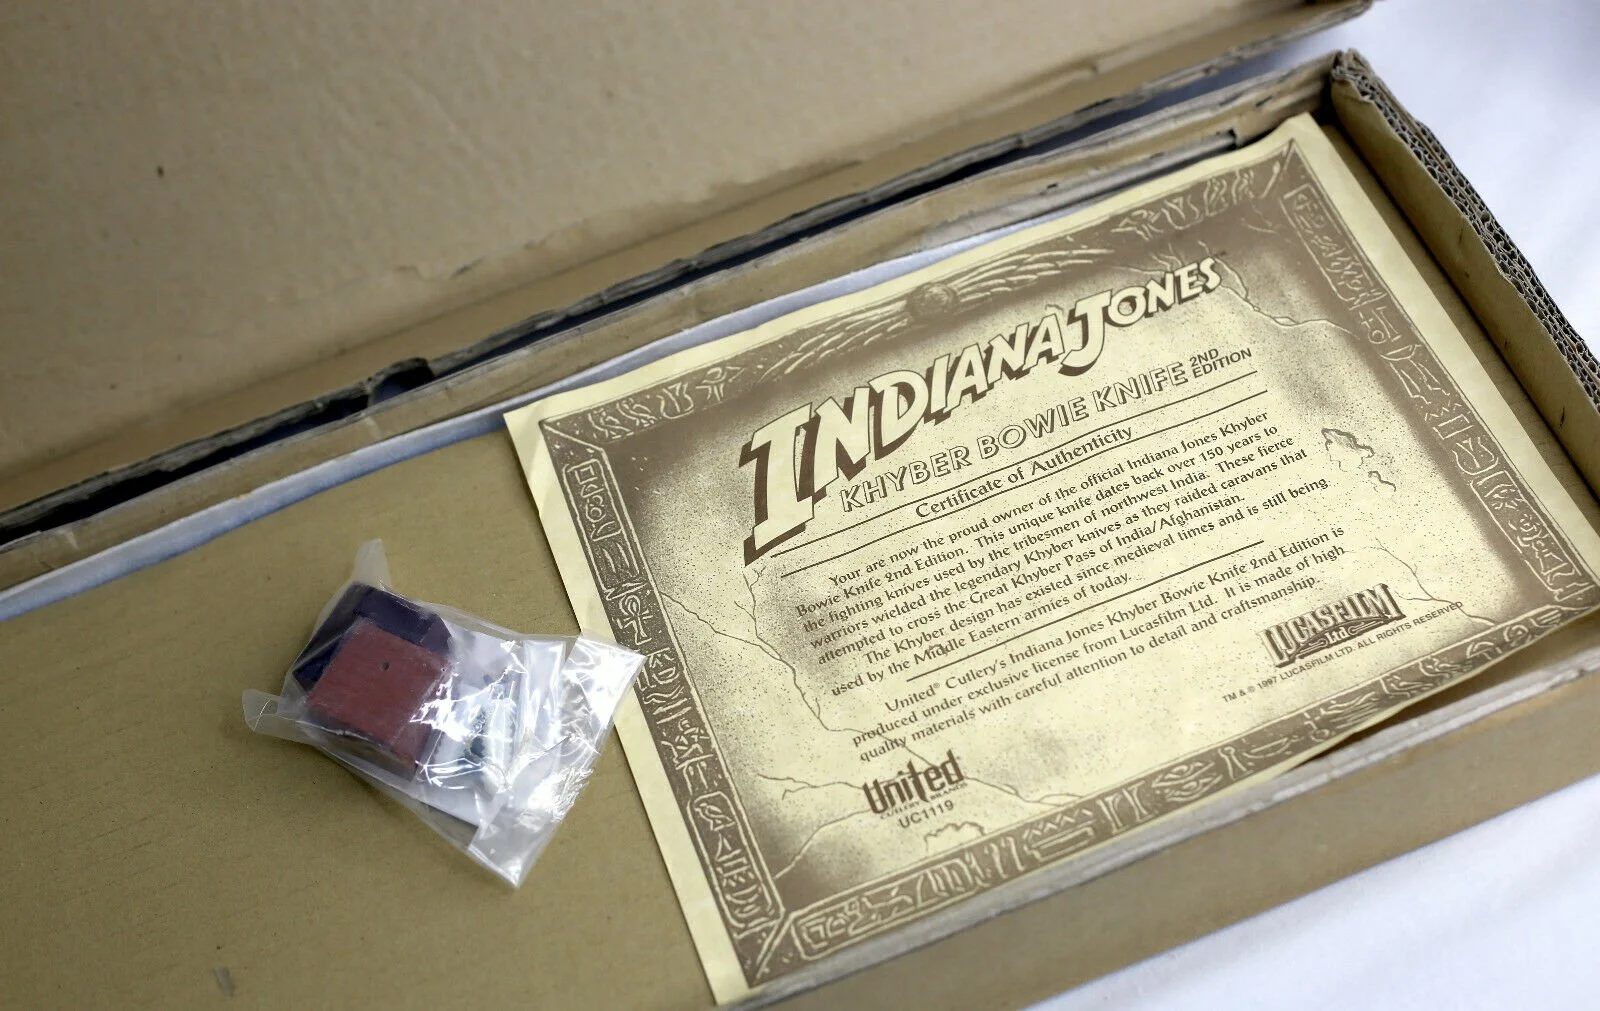 INDIANA JONES™
KHYBER BOWIE KNIFE 2ND EDITION
Certificate of Authenticity
Your are now the proud owner of the official Indiana Jones Khyber
Bowie Knife 2nd Edition. This unique knife dates back over 150 years to
the fighting knives used by the tribesmen of northwest India. These fierce
warriors wielded the legendary Khyber knives as they raided caravans that
attempted to cross the Great Khyber Pass of India/Afghanistan.
The Khyber design has existed since medieval times and is still being
used by the Middle Eastern armies of today.
United® Cutlery's Indiana Jones Khyber Bowie Knife 2nd Edition is
produced under exclusive license from Lucasfilm Ltd. It is made of high
quality materials with careful attention to detail and craftsmanship.
United
CUTLERY BRANDS
UC1119
LUCASFILM
Ltd
TM & © 1997 LUCASFILM LTD. ALL RIGHTS RESERVED